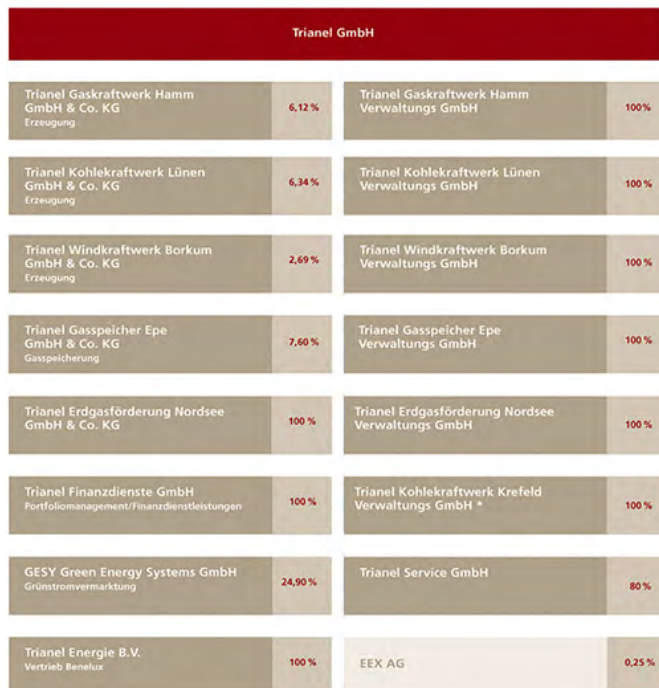 Trianel GmbH
Trianel Gaskraftwerk Hamm
GmbH & Co. KG
Erzeugung
6,12 %
Trianel Gaskraftwerk Hamm
Verwaltungs GmbH
100%
Trianel Kohlekraftwerk Lünen
GmbH & Co. KG
Erzeugung
6,34 %
Trianel Kohlekraftwerk Lünen
Verwaltungs GmbH
100 %
Trianel Windkraftwerk Borkum
GmbH & Co. KG
Erzeugung
2,69 %
Trianel Windkraftwerk Borkum
Verwaltungs GmbH
100 %
Trianel Gasspeicher Epe
GmbH & Co. KG
Gasspeicherung
7,60 %
Trianel Gasspeicher Epe
Verwaltungs GmbH
100 %
Trianel Erdgasförderung Nordsee
GmbH & Co. KG
100 %
Trianel Erdgasförderung Nordsee
Verwaltungs GmbH
100 %
Trianel Finanzdienste GmbH
Portfoliomanagement/Finanzdienstleistungen
100 %
Trianel Kohlekraftwerk Krefeld
Verwaltungs GmbH *
100 %
GESY Green Energy Systems GmbH
Grünstromvermarktung
24,90 %
Trianel Service GmbH
80 %
Trianel Energie B.V.
Vertrieb Benelux
100 %
EEX AG
0,25 %